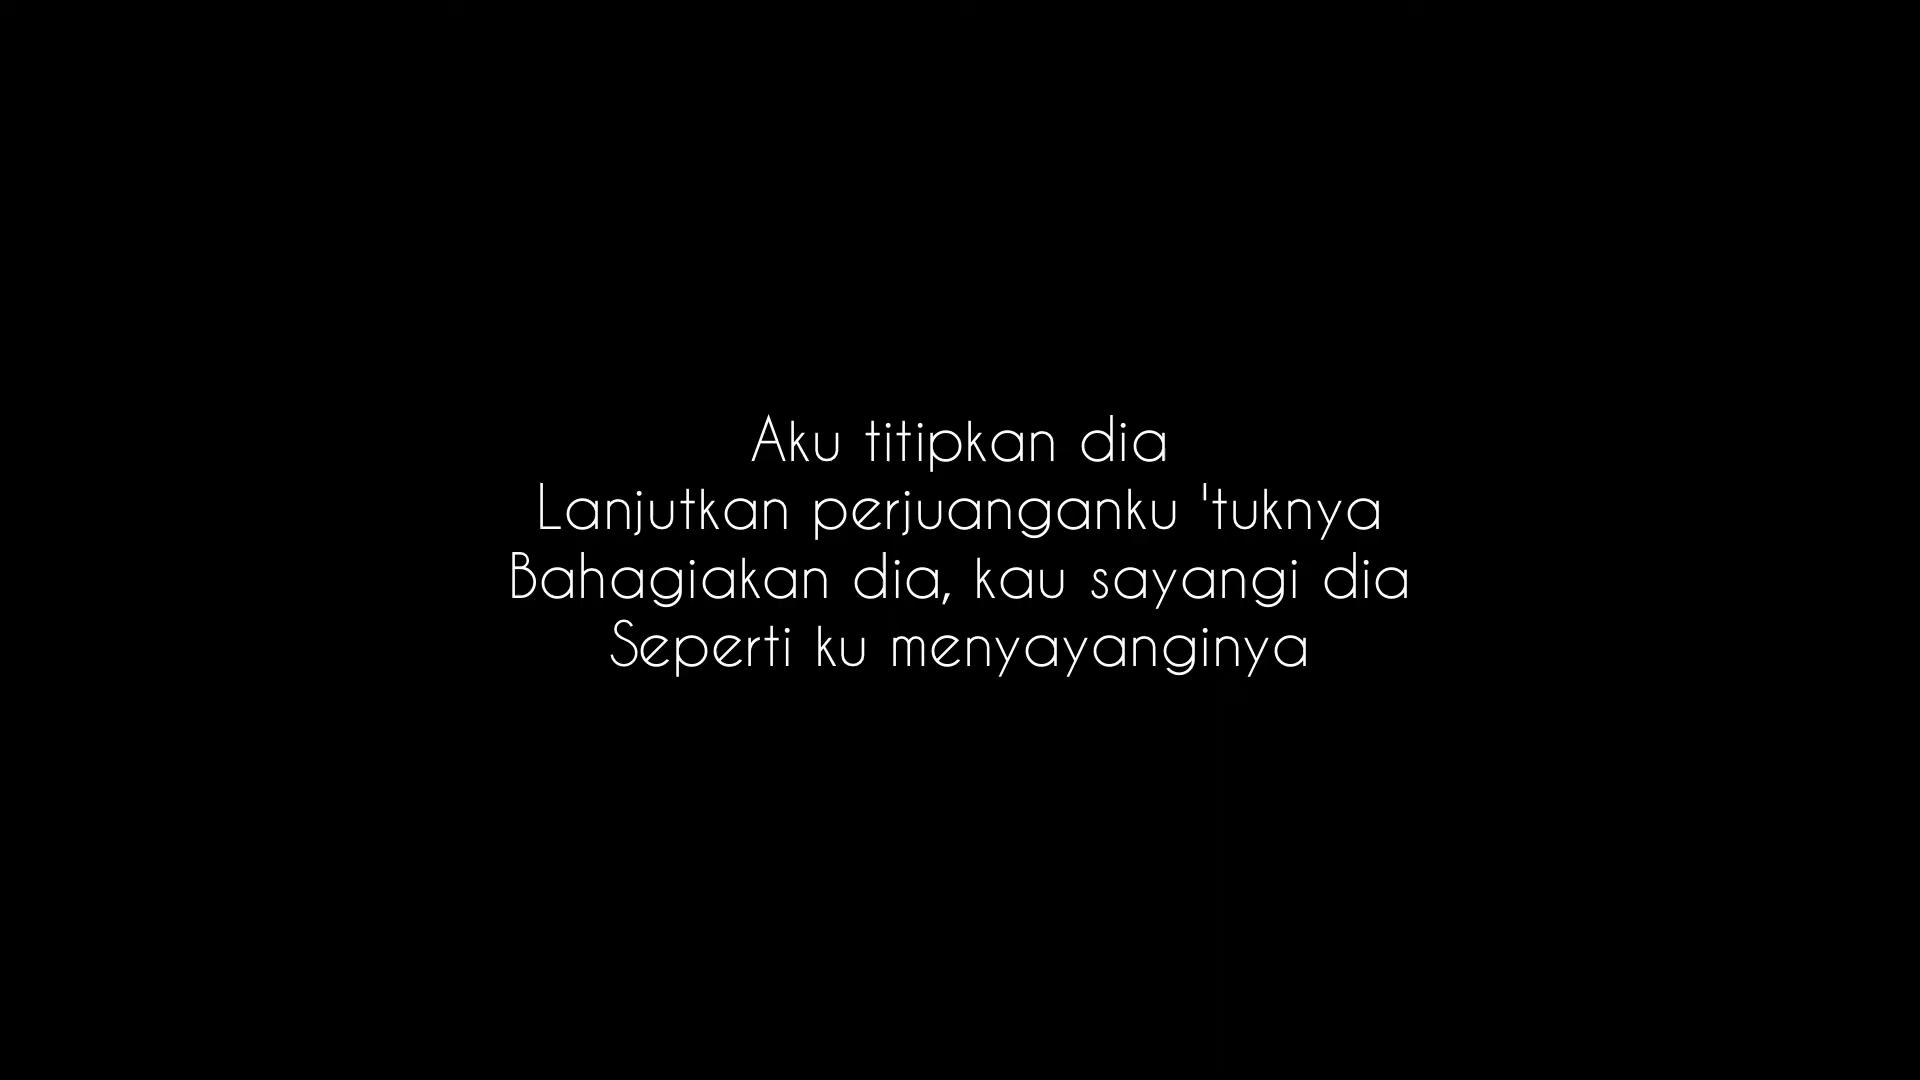 Aku titipkan dia
Lanjutkan perjuanganku 'tuknya
Bahagiakan dia, kau sayangi dia
Seperti ku menyayanginya